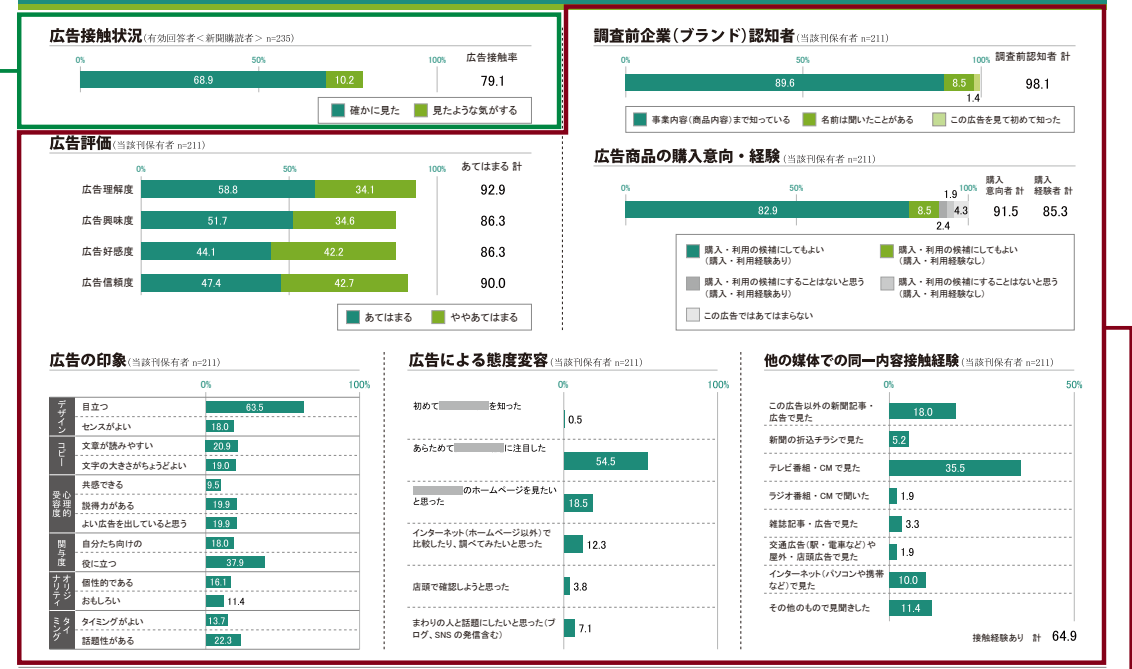 広告接触状況(有効回答者＜新聞購読者＞ n=235)
0% 50% 100% 広告接触率
68.9 10.2 79.1
確かに見た 見たような気がする
調査前企業(ブランド)認知者(当該刊保有者 n=211)
0% 50% 100% 調査前認知者 計
89.6 8.5 1.4 98.1
事業内容(商品内容)まで知っている 名前は聞いたことがある この広告を見て初めて知った
広告評価(当該刊保有者 n=211)
0% 50% 100% あてはまる 計
広告理解度 58.8 34.1 92.9
広告興味度 51.7 34.6 86.3
広告好感度 44.1 42.2 86.3
広告信頼度 47.4 42.7 90.0
あてはまる ややあてはまる
広告商品の購入意向・経験(当該刊保有者 n=211)
0% 50% 100% 購入意向者 計 購入経験者 計
82.9 8.5 2.4 1.9 4.3 91.5 85.3
購入・利用の候補にしてもよい
(購入・利用経験あり)
購入・利用の候補にしてもよい
(購入・利用経験なし)
購入・利用の候補にすることはないと思う
(購入・利用経験あり)
購入・利用の候補にすることはないと思う
(購入・利用経験なし)
この広告ではあてはまらない
広告の印象(当該刊保有者 n=211)
0% 100%
デザイン
目立つ 63.5
センスがよい 18.0
コピー
文章が読みやすい 20.9
文字の大きさがちょうどよい 19.0
心理的受容度
共感できる 9.5
説得力がある 19.9
よい広告を出していると思う 19.9
関与度
自分たち向けの 18.0
役に立つ 37.9
オリジナリティ
個性的である 16.1
おもしろい 11.4
タイミング
タイミングがよい 13.7
話題性がある 22.3
広告による態度変容(当該刊保有者 n=211)
0% 100%
初めて を知った 0.5
あらためて に注目した 54.5
のホームページを見たい
と思った 18.5
インターネット(ホームページ以外)で
比較したり、調べてみたいと思った 12.3
店頭で確認しようと思った 3.8
まわりの人と話題にしたいと思った(ブ
ログ、SNS の発信含む) 7.1
他の媒体での同一内容接触経験(当該刊保有者 n=211)
0% 50%
この広告以外の新聞記事・
広告で見た 18.0
新聞の折込チラシで見た 5.2
テレビ番組・CM で見た 35.5
ラジオ番組・CM で聞いた 1.9
雑誌記事・広告で見た 3.3
交通広告(駅・電車など)や
屋外・店頭広告で見た 1.9
インターネット(パソコンや携帯
など)で見た 10.0
その他のもので見聞きした 11.4
接触経験あり 計 64.9